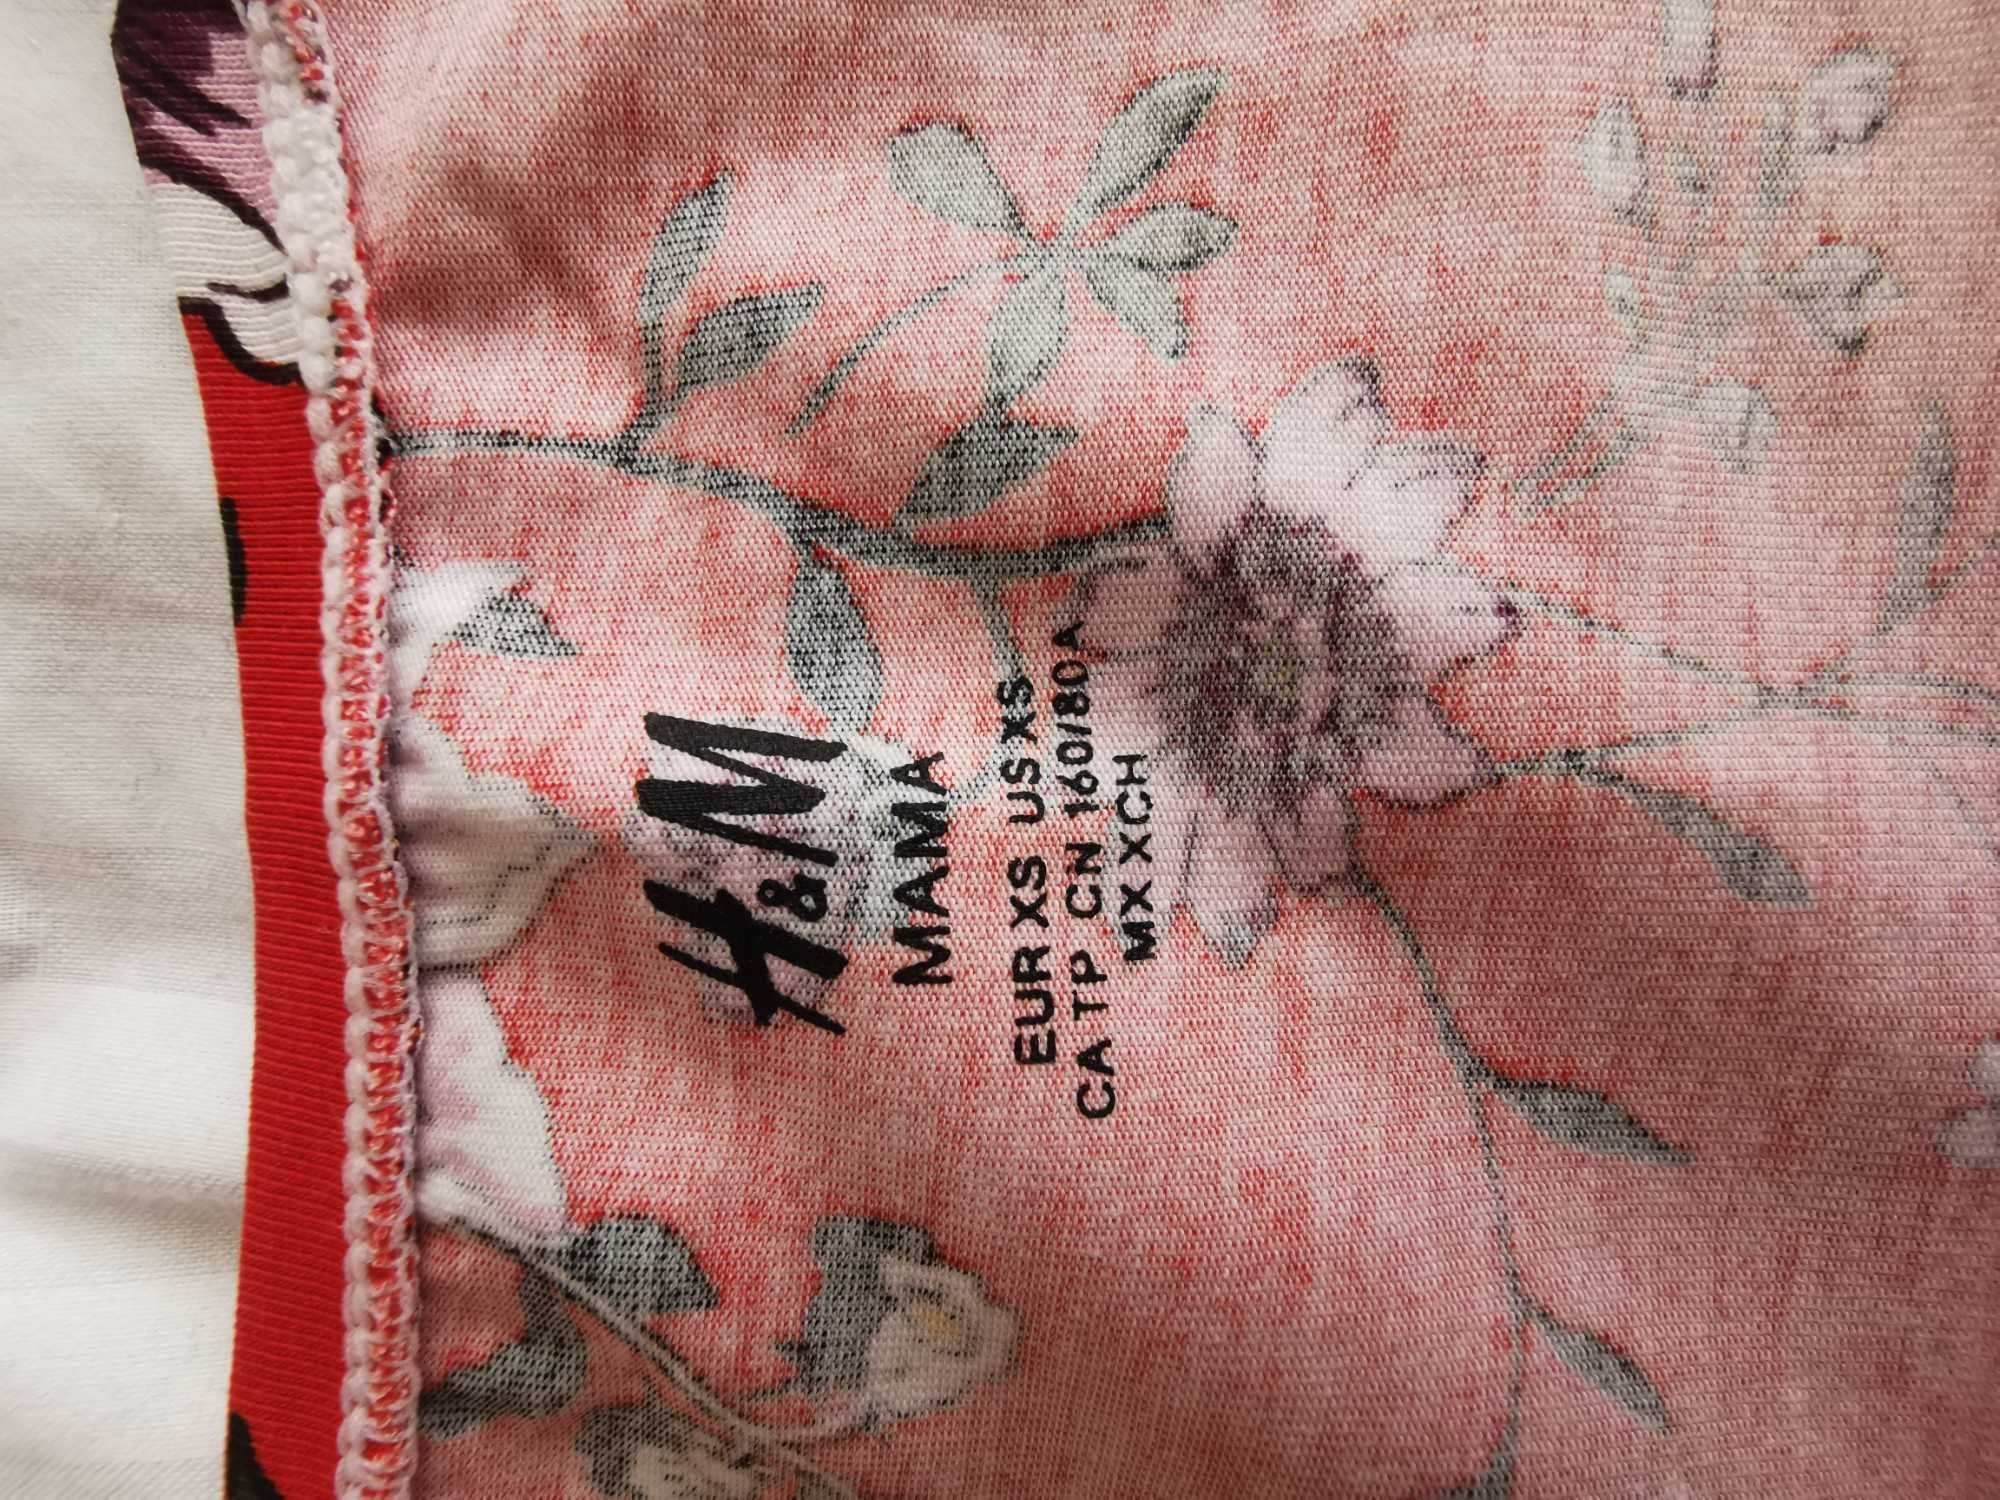 H&M
MAMA
EUR XS US XS
CA TP CN 160/80A
MX XCH